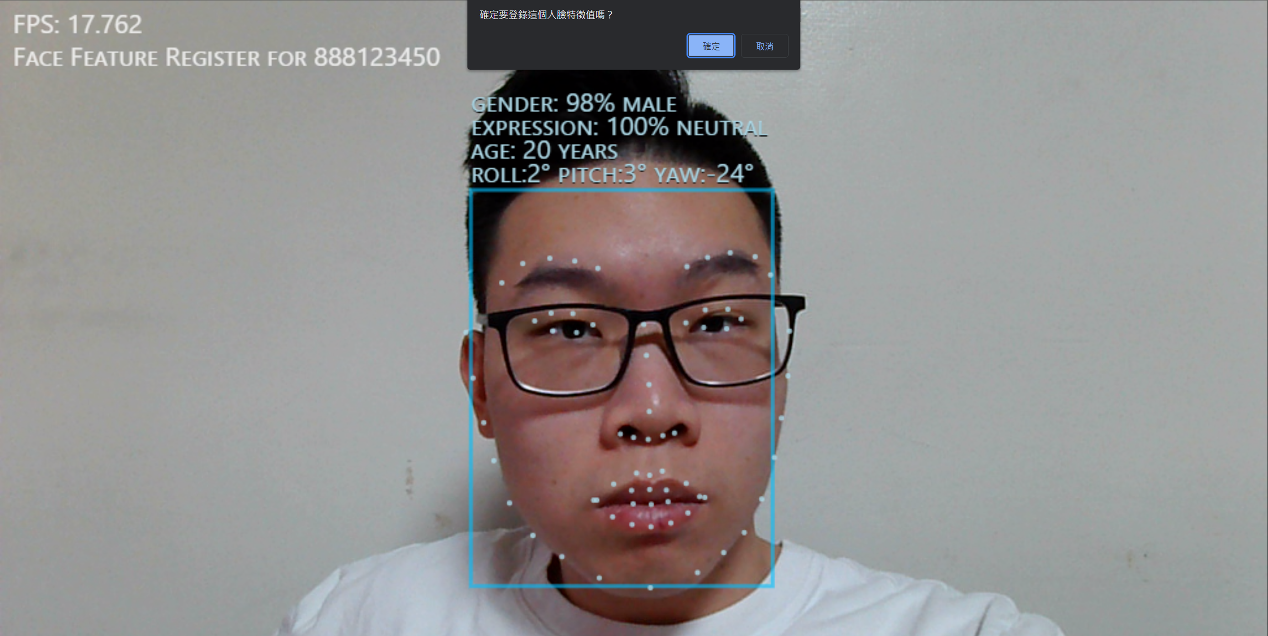 FPS: 17.762
FACE FEATURE REGISTER FOR 888123450
確定要登錄這個人臉特徵值嗎？
確定
取消
GENDER: 98% MALE
EXPRESSION: 100% NEUTRAL
AGE: 20 YEARS
ROLL:2° PITCH:3° YAW:-24°